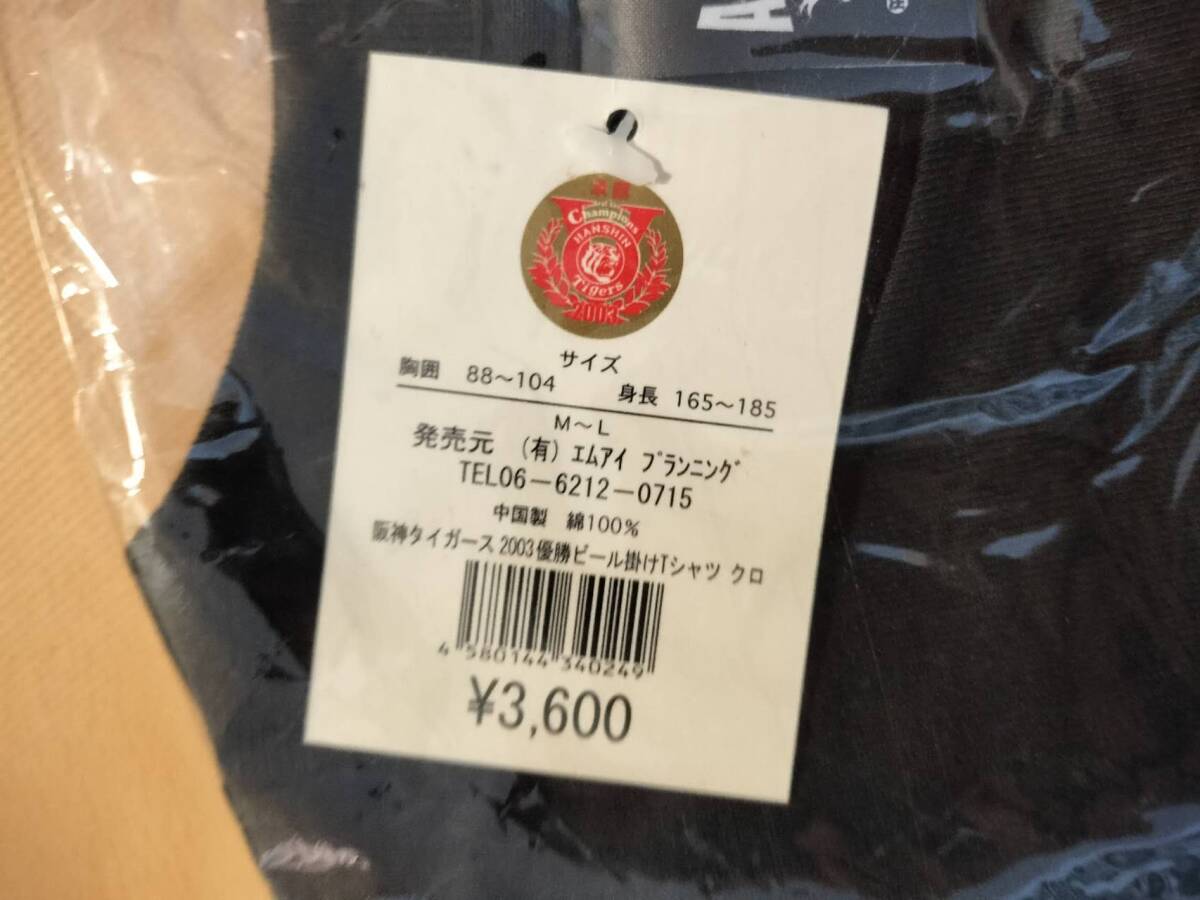 Champions
HANSHIN
Tigers
2003
サイズ
胸囲 88～104 身長 165～185
M～L
発売元 (有) ｴﾑｱｲ ﾌﾟﾗﾝﾆﾝｸﾞ
TEL06－6212－0715
中国製 綿100%
阪神タイガース 2003優勝ビール掛けTシャツ クロ
4 580144 340249
¥3,600